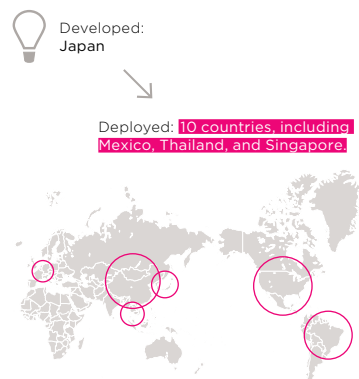 Developed:
Japan
Deployed: 10 countries, including
Mexico, Thailand, and Singapore.